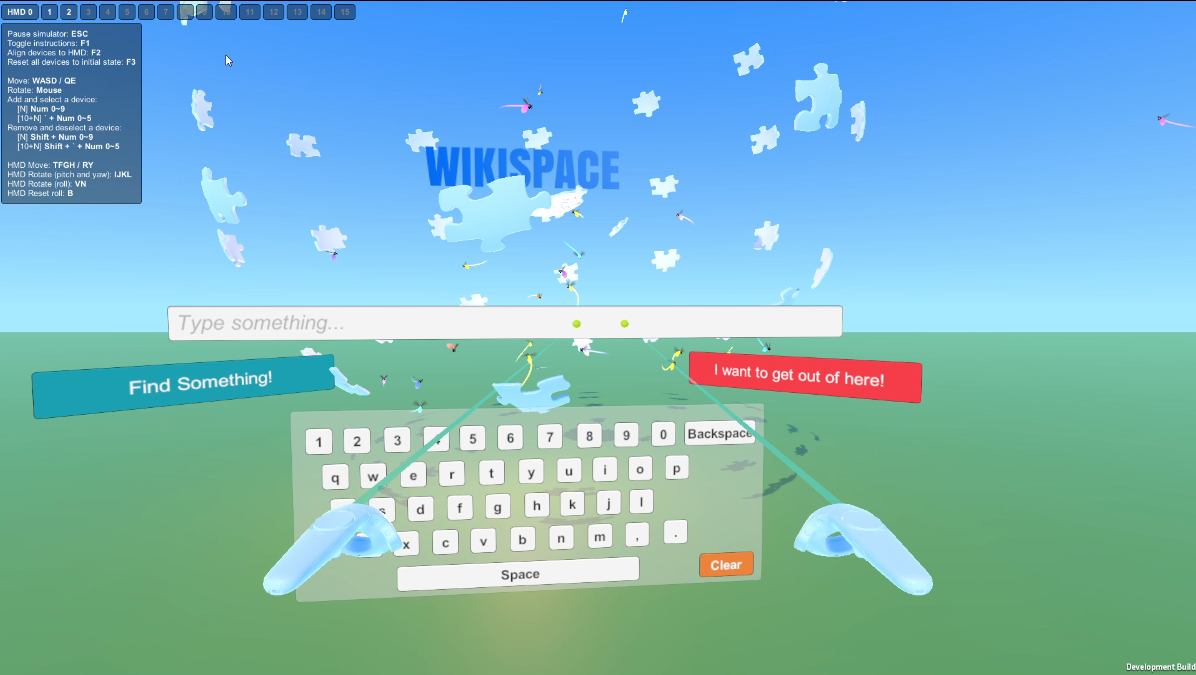 HMD 0 1 2 3 4 5 6 7 8 9 10 11 12 13 14 15
Pause simulator: ESC
Toggle instructions: F1
Align devices to HMD: F2
Reset all devices to initial state: F3
Move: WASD / QE
Rotate: Mouse
Add and select a device:
[N] Num 0~9
[10+N] ` + Num 0~5
Remove and deselect a device:
[N] Shift + Num 0~9
[10+N] Shift + ` + Num 0~5
HMD Move: TFGH / RY
HMD Rotate (pitch and yaw): IJKL
HMD Rotate (roll): VN
HMD Reset roll: B
WIKISPACE
Type something...
Find Something!
I want to get out of here!
1 2 3 4 5 6 7 8 9 0 Backspace
q w e r t y u i o p
s d f g h k j l
x c v b n m , .
Space
Clear
Development Build